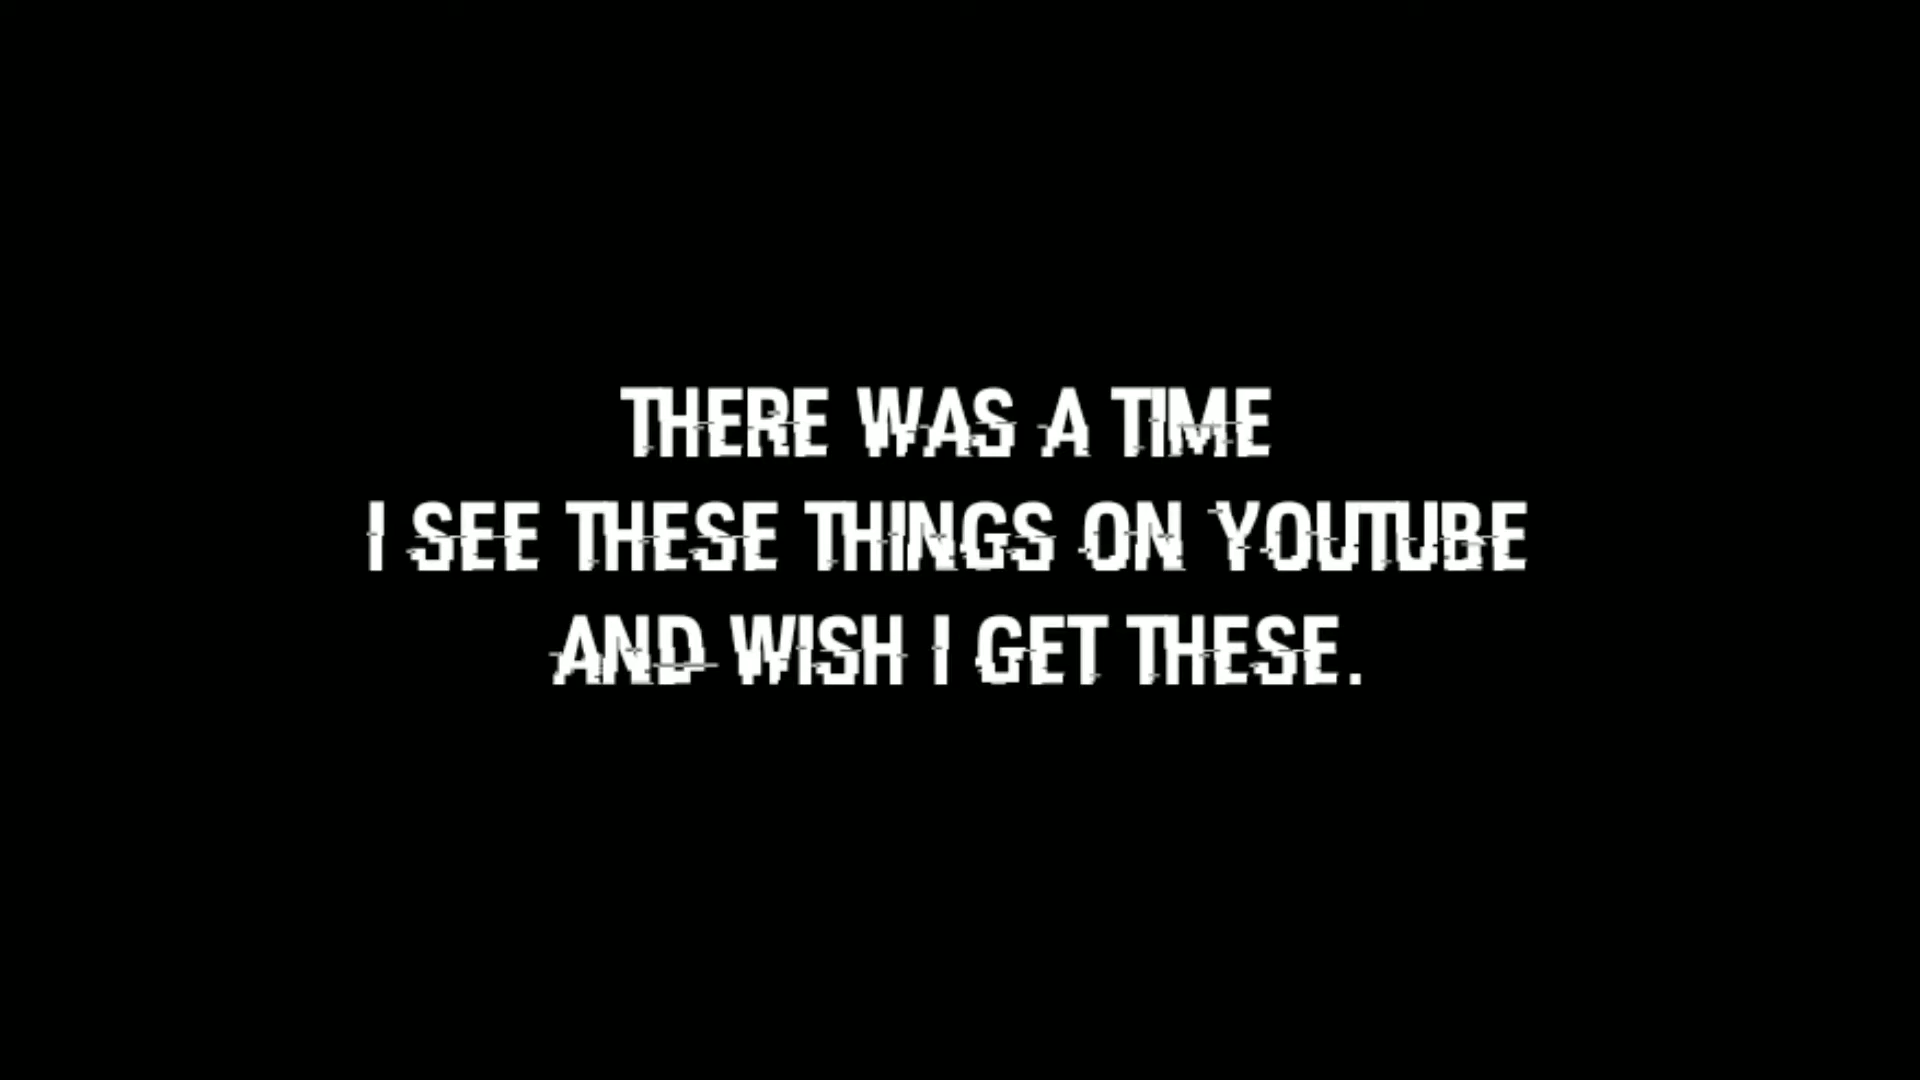 THERE WAS A TIME
I SEE THESE THINGS ON YOUTUBE
AND WISH I GET THESE.